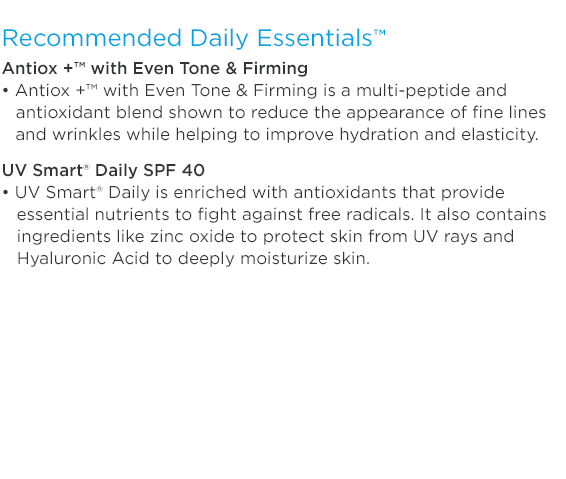 Recommended Daily Essentials™
Antiox +™ with Even Tone & Firming
• Antiox +™ with Even Tone & Firming is a multi-peptide and
antioxidant blend shown to reduce the appearance of fine lines
and wrinkles while helping to improve hydration and elasticity.
UV Smart® Daily SPF 40
• UV Smart® Daily is enriched with antioxidants that provide
essential nutrients to fight against free radicals. It also contains
ingredients like zinc oxide to protect skin from UV rays and
Hyaluronic Acid to deeply moisturize skin.